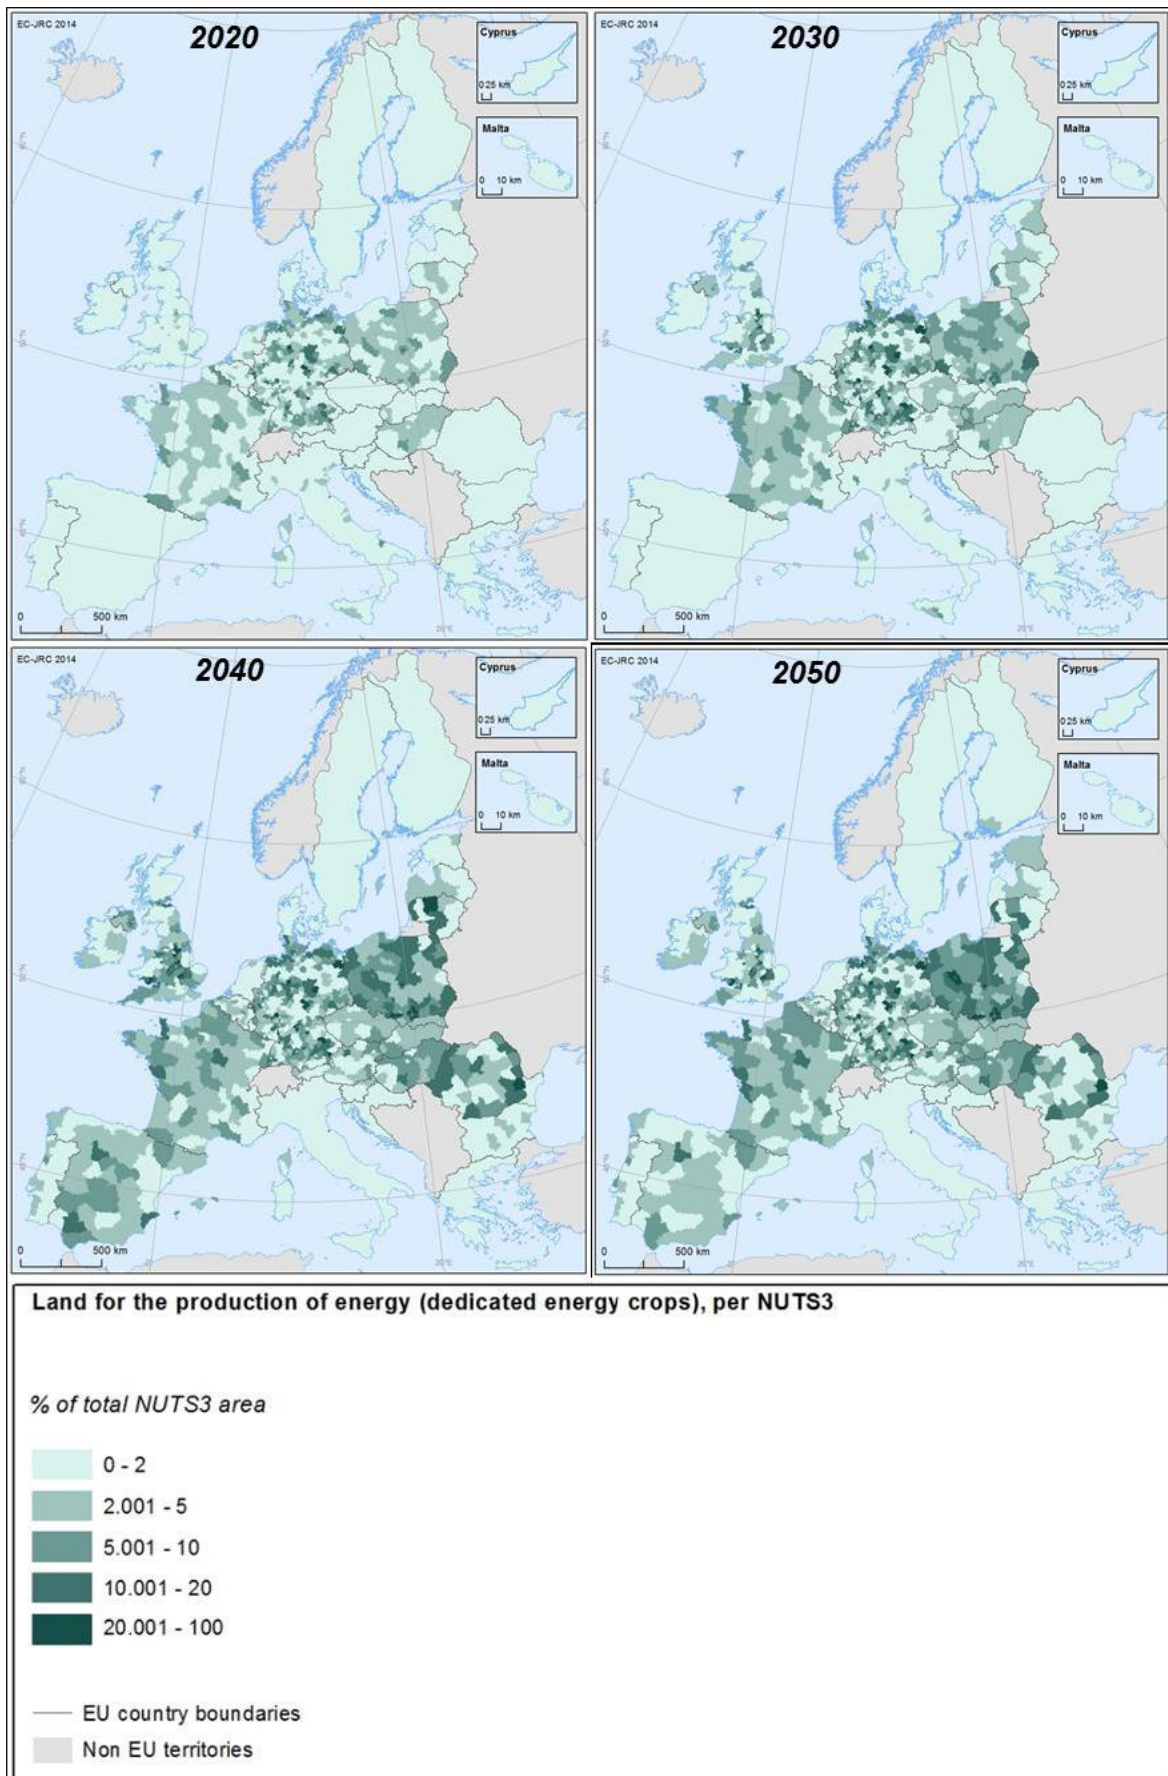 EC-JRC 2014
2020
Cyprus
0 25 km
Malta
0 10 km
0 500 km
20°E
EC-JRC 2014
2030
Cyprus
0 25 km
Malta
0 10 km
0 500 km
20°E
EC-JRC 2014
2040
Cyprus
0 25 km
Malta
0 10 km
0 500 km
20°E
EC-JRC 2014
2050
Cyprus
0 25 km
Malta
0 10 km
0 500 km
20°E
Land for the production of energy (dedicated energy crops), per NUTS3
% of total NUTS3 area
0 - 2
2.001 - 5
5.001 - 10
10.001 - 20
20.001 - 100
EU country boundaries
Non EU territories